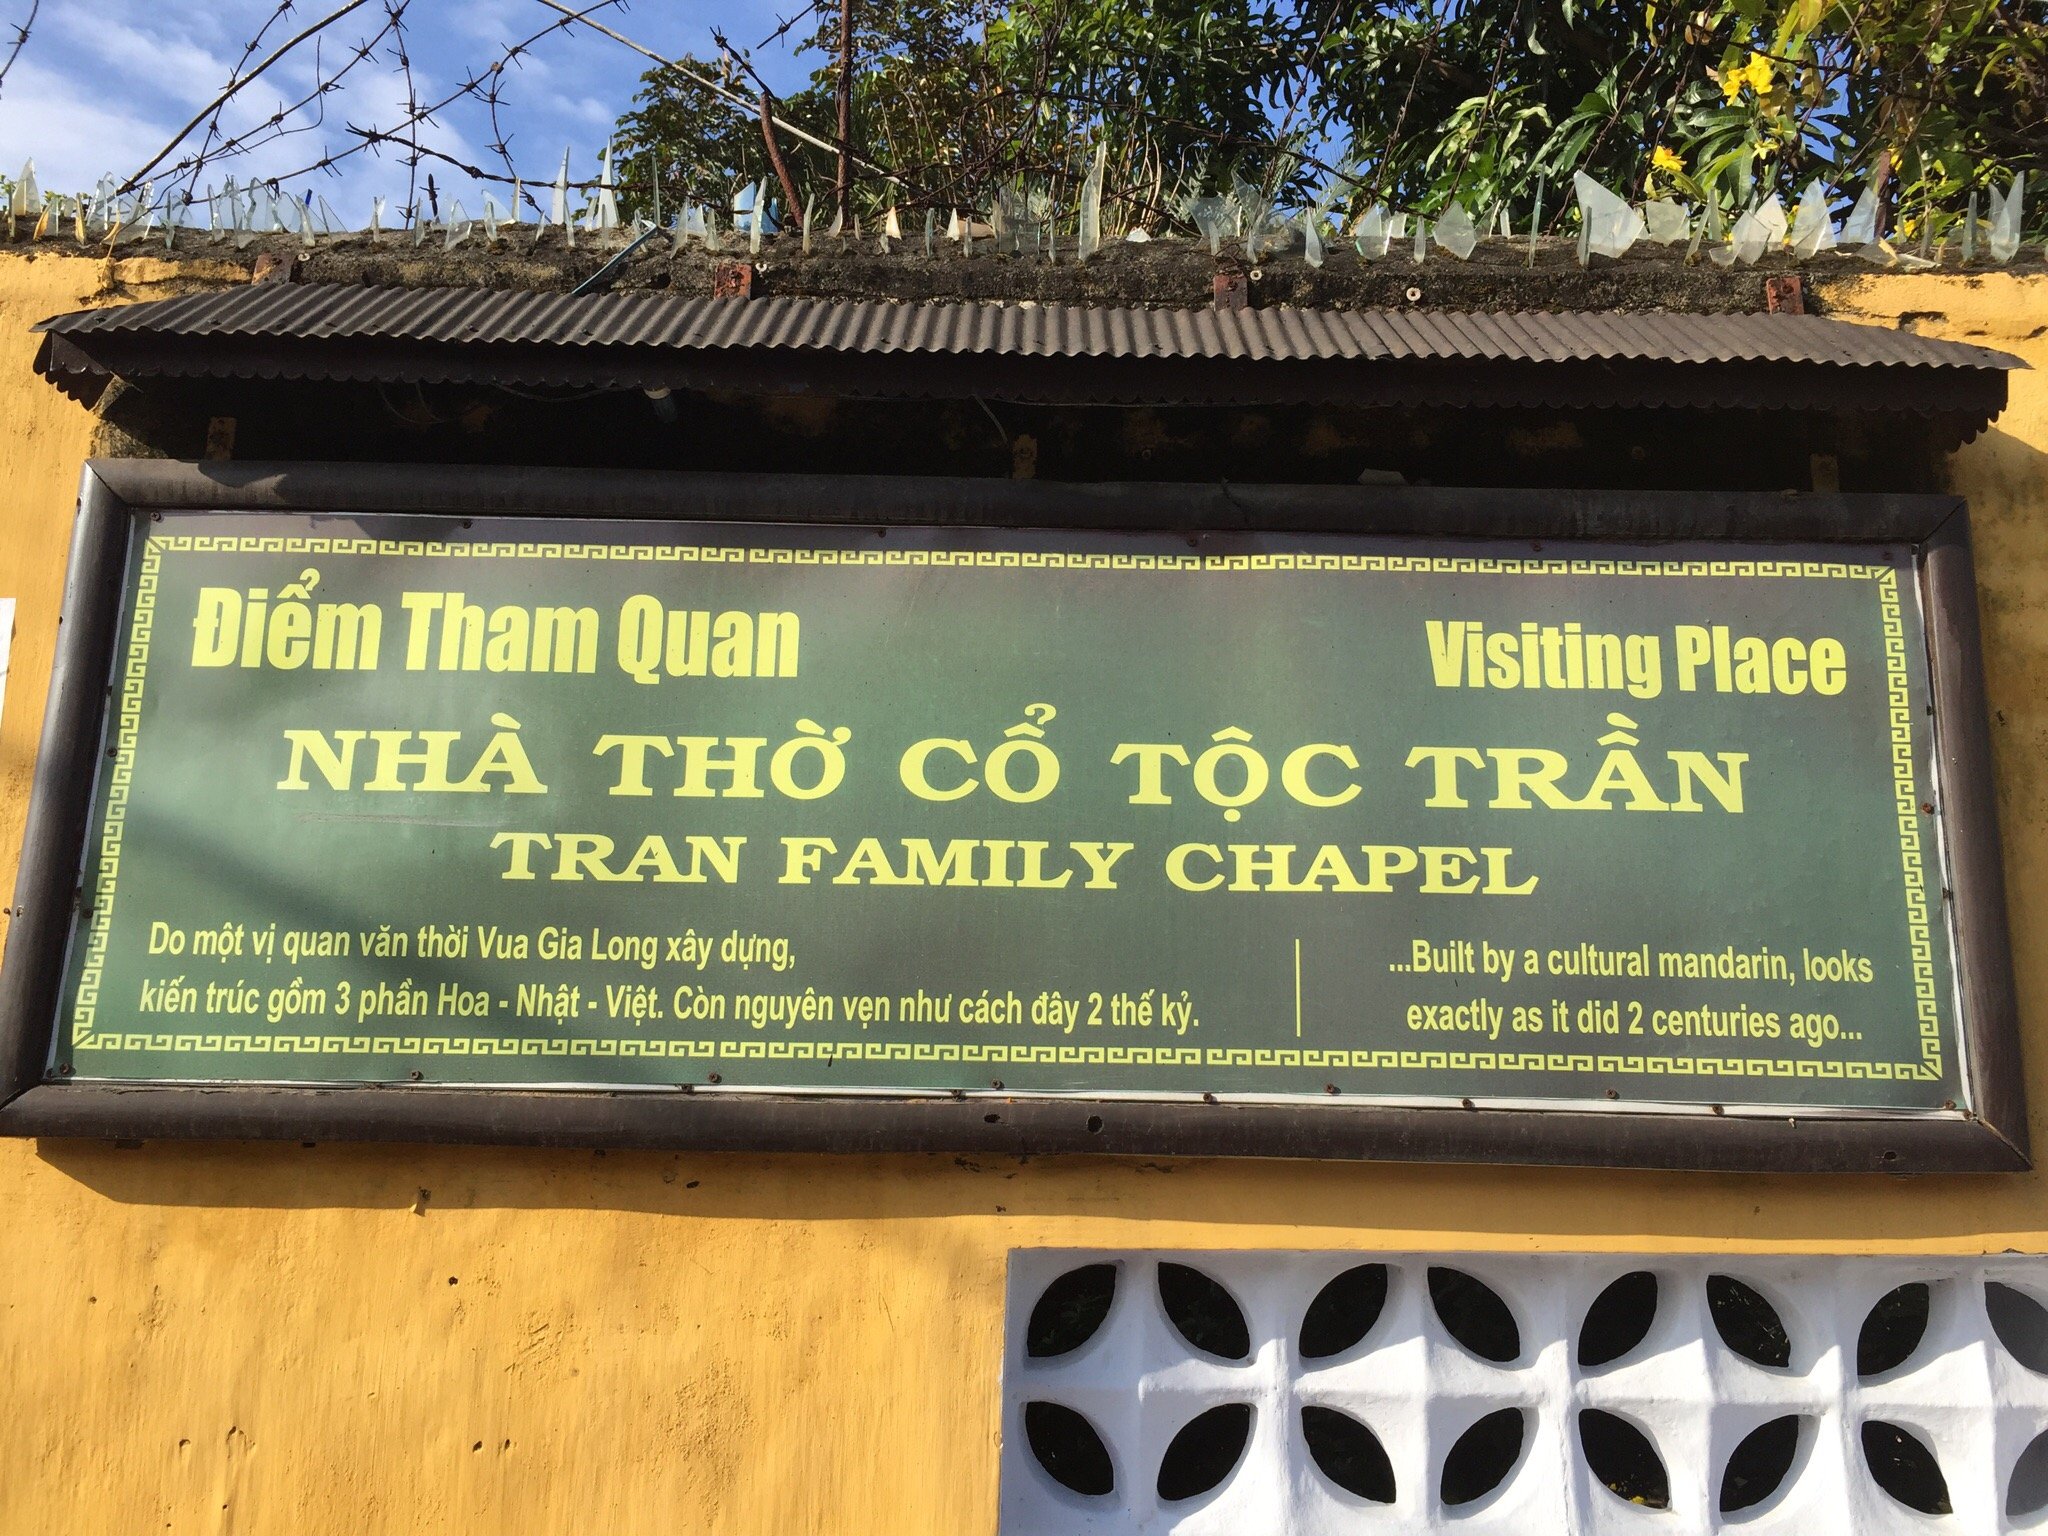 Điểm Tham Quan
Visiting Place
NHÀ THỜ CỔ TỘC TRẦN
TRAN FAMILY CHAPEL
Do một vị quan văn thời Vua Gia Long xây dựng,
kiến trúc gồm 3 phần Hoa - Nhật - Việt. Còn nguyên vẹn như cách đây 2 thế kỷ.
...Built by a cultural mandarin, looks
exactly as it did 2 centuries ago...